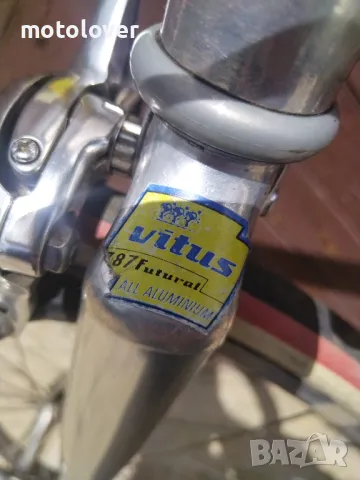 motolover
vitus
787 Futural
ALL ALUMINIUM
BAZAR